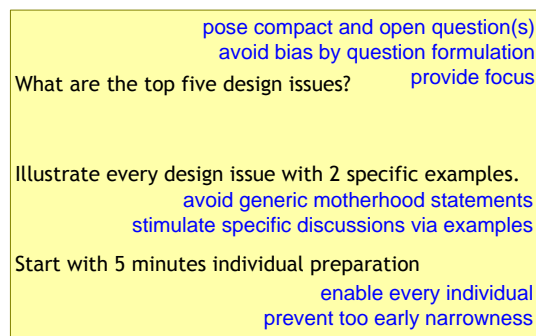 pose compact and open question(s)
avoid bias by question formulation
What are the top five design issues? provide focus
Illustrate every design issue with 2 specific examples.
avoid generic motherhood statements
stimulate specific discussions via examples
Start with 5 minutes individual preparation
enable every individual
prevent too early narrowness